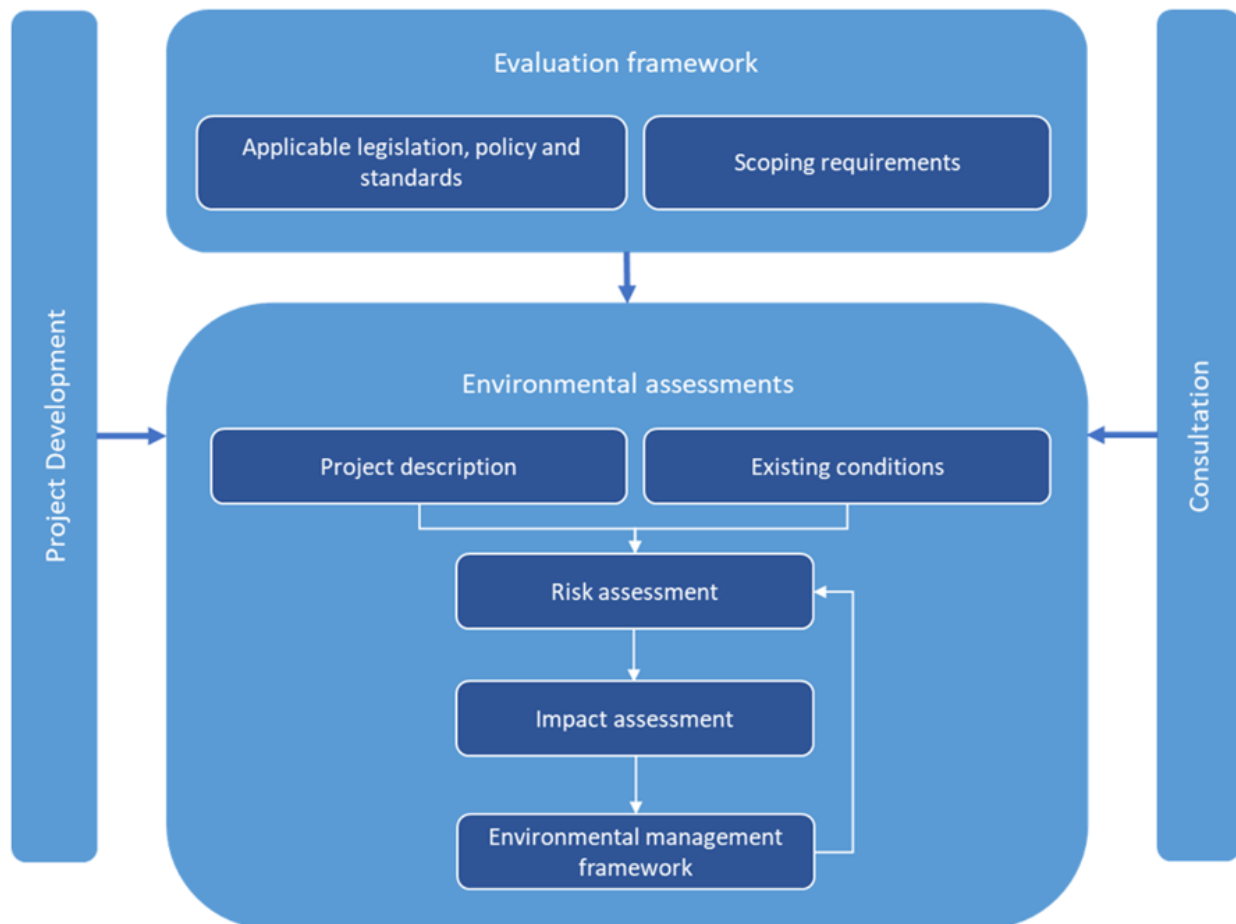 Evaluation framework
Applicable legislation, policy and
standards
Scoping requirements
Project Development
Environmental assessments
Project description
Existing conditions
Risk assessment
Impact assessment
Environmental management
framework
Consultation